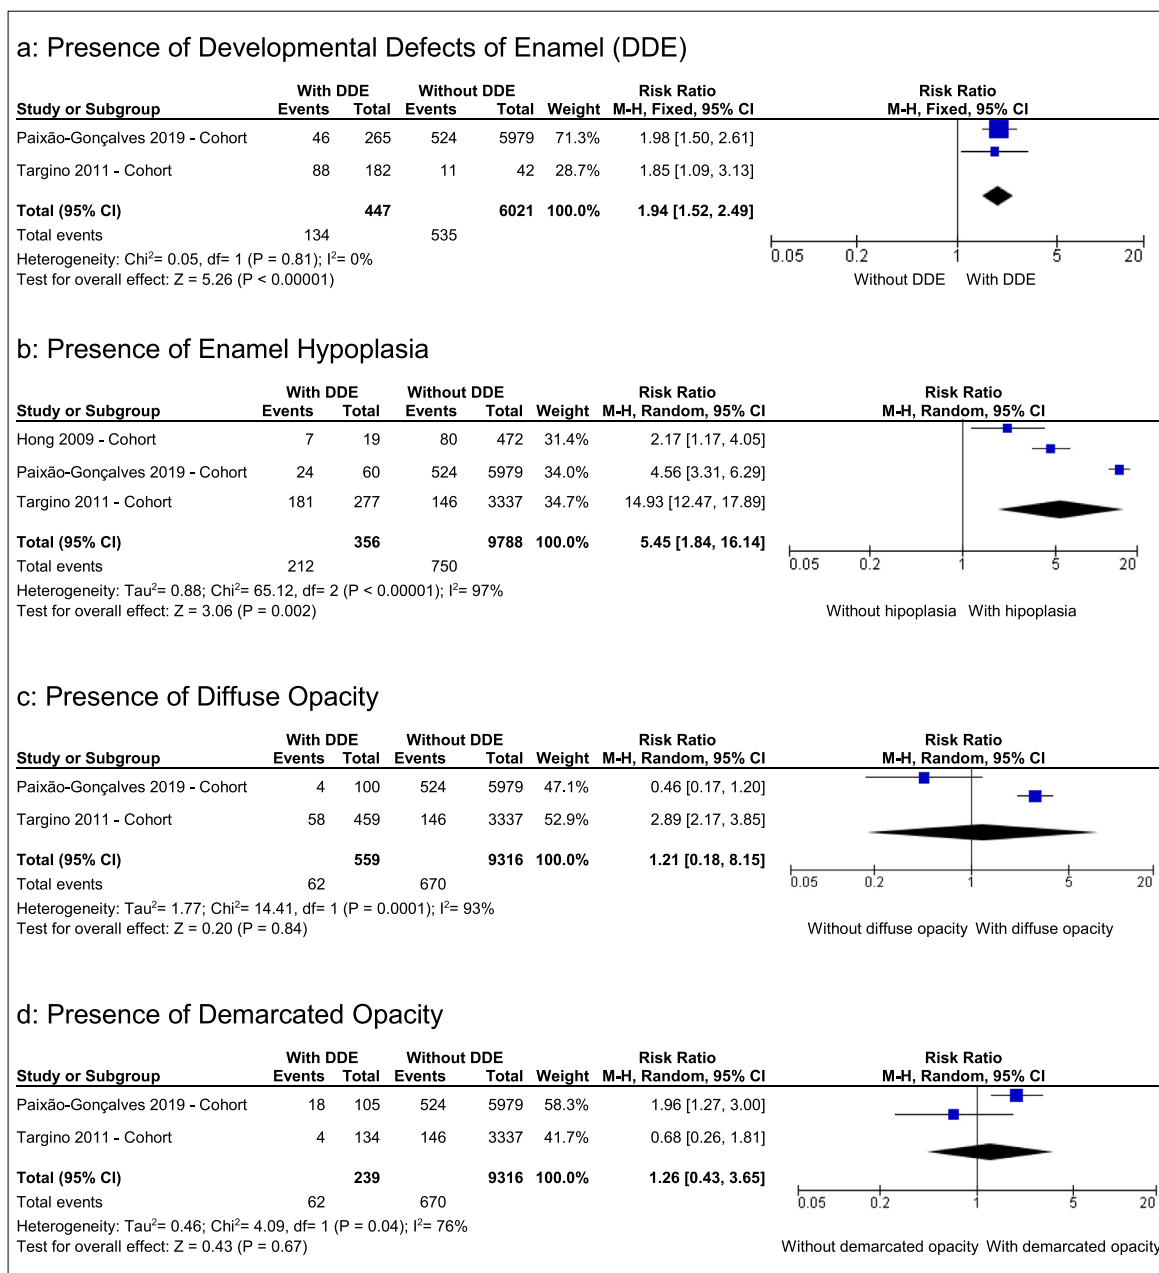 a: Presence of Developmental Defects of Enamel (DDE)
With DDE Without DDE Risk Ratio Risk Ratio
Study or Subgroup Events Total Events Total Weight M-H, Fixed, 95% CI M-H, Fixed, 95% CI
Paixão-Gonçalves 2019 - Cohort 46 265 524 5979 71.3% 1.98 [1.50, 2.61]
Targino 2011 - Cohort 88 182 11 42 28.7% 1.85 [1.09, 3.13]
Total (95% CI) 447 6021 100.0% 1.94 [1.52, 2.49]
Total events 134 535
Heterogeneity: Chi²= 0.05, df= 1 (P = 0.81); I²= 0%
Test for overall effect: Z = 5.26 (P < 0.00001)
0.05 0.2 1 5 20
Without DDE With DDE
b: Presence of Enamel Hypoplasia
With DDE Without DDE Risk Ratio Risk Ratio
Study or Subgroup Events Total Events Total Weight M-H, Random, 95% CI M-H, Random, 95% CI
Hong 2009 - Cohort 7 19 80 472 31.4% 2.17 [1.17, 4.05]
Paixão-Gonçalves 2019 - Cohort 24 60 524 5979 34.0% 4.56 [3.31, 6.29]
Targino 2011 - Cohort 181 277 146 3337 34.7% 14.93 [12.47, 17.89]
Total (95% CI) 356 9788 100.0% 5.45 [1.84, 16.14]
Total events 212 750
Heterogeneity: Tau²= 0.88; Chi²= 65.12, df= 2 (P < 0.00001); I²= 97%
Test for overall effect: Z = 3.06 (P = 0.002)
0.05 0.2 1 5 20
Without hipoplasia With hipoplasia
c: Presence of Diffuse Opacity
With DDE Without DDE Risk Ratio Risk Ratio
Study or Subgroup Events Total Events Total Weight M-H, Random, 95% CI M-H, Random, 95% CI
Paixão-Gonçalves 2019 - Cohort 4 100 524 5979 47.1% 0.46 [0.17, 1.20]
Targino 2011 - Cohort 58 459 146 3337 52.9% 2.89 [2.17, 3.85]
Total (95% CI) 559 9316 100.0% 1.21 [0.18, 8.15]
Total events 62 670
Heterogeneity: Tau²= 1.77; Chi²= 14.41, df= 1 (P = 0.0001); I²= 93%
Test for overall effect: Z = 0.20 (P = 0.84)
0.05 0.2 1 5 20
Without diffuse opacity With diffuse opacity
d: Presence of Demarcated Opacity
With DDE Without DDE Risk Ratio Risk Ratio
Study or Subgroup Events Total Events Total Weight M-H, Random, 95% CI M-H, Random, 95% CI
Paixão-Gonçalves 2019 - Cohort 18 105 524 5979 58.3% 1.96 [1.27, 3.00]
Targino 2011 - Cohort 4 134 146 3337 41.7% 0.68 [0.26, 1.81]
Total (95% CI) 239 9316 100.0% 1.26 [0.43, 3.65]
Total events 62 670
Heterogeneity: Tau²= 0.46; Chi²= 4.09, df= 1 (P = 0.04); I²= 76%
Test for overall effect: Z = 0.43 (P = 0.67)
0.05 0.2 1 5 20
Without demarcated opacity With demarcated opacity